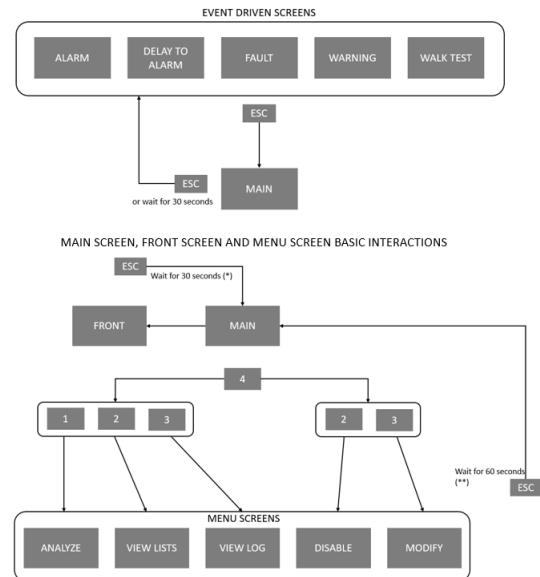 EVENT DRIVEN SCREENS
ALARM
DELAY TO
ALARM
FAULT
WARNING
WALK TEST
ESC
ESC
or wait for 30 seconds
MAIN
MAIN SCREEN, FRONT SCREEN AND MENU SCREEN BASIC INTERACTIONS
ESC
Wait for 30 seconds (*)
FRONT
MAIN
4
1
2
3
2
3
Wait for 60 seconds
(**)
ESC
MENU SCREENS
ANALYZE
VIEW LISTS
VIEW LOG
DISABLE
MODIFY